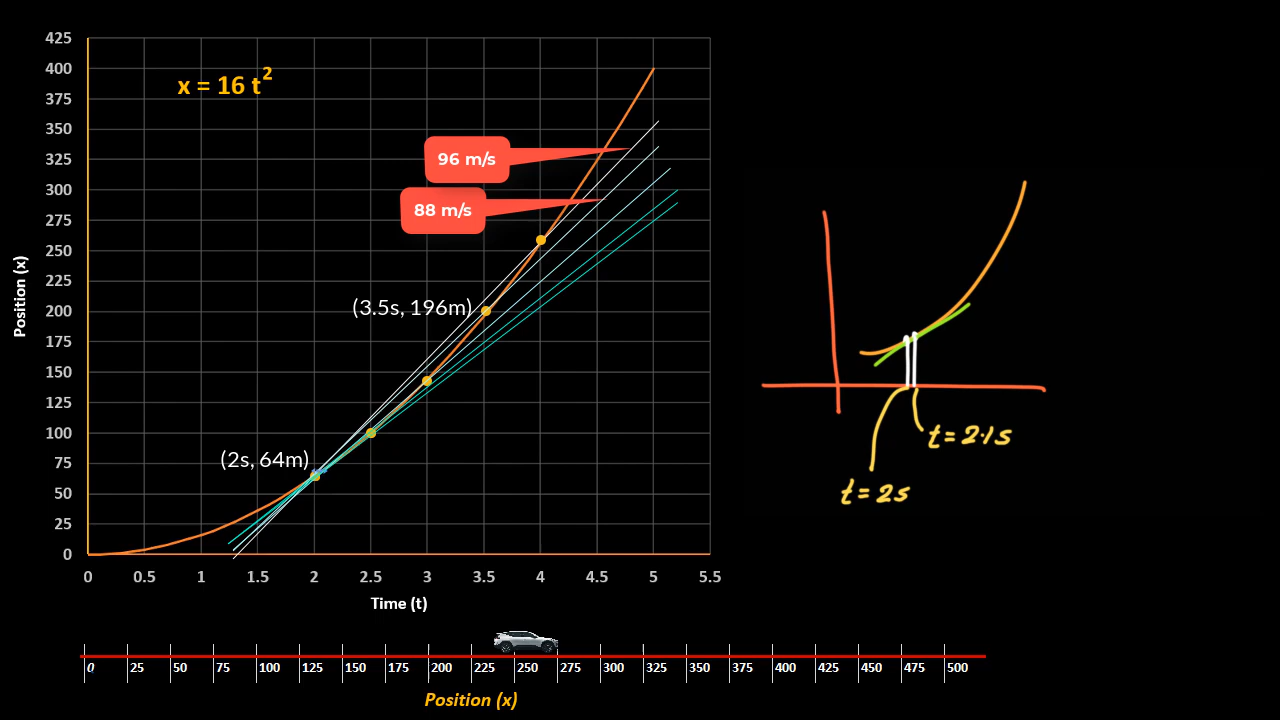 x = 16 t²
425
400
375
350
325
300
275
250
225
200
175
150
125
100
75
50
25
0
Position (x)
96 m/s
88 m/s
(3.5s, 196m)
(2s, 64m)
0 0.5 1 1.5 2 2.5 3 3.5 4 4.5 5 5.5
Time (t)
t = 2.1s
t = 2s
0 25 50 75 100 125 150 175 200 225 250 275 300 325 350 375 400 425 450 475 500
Position (x)